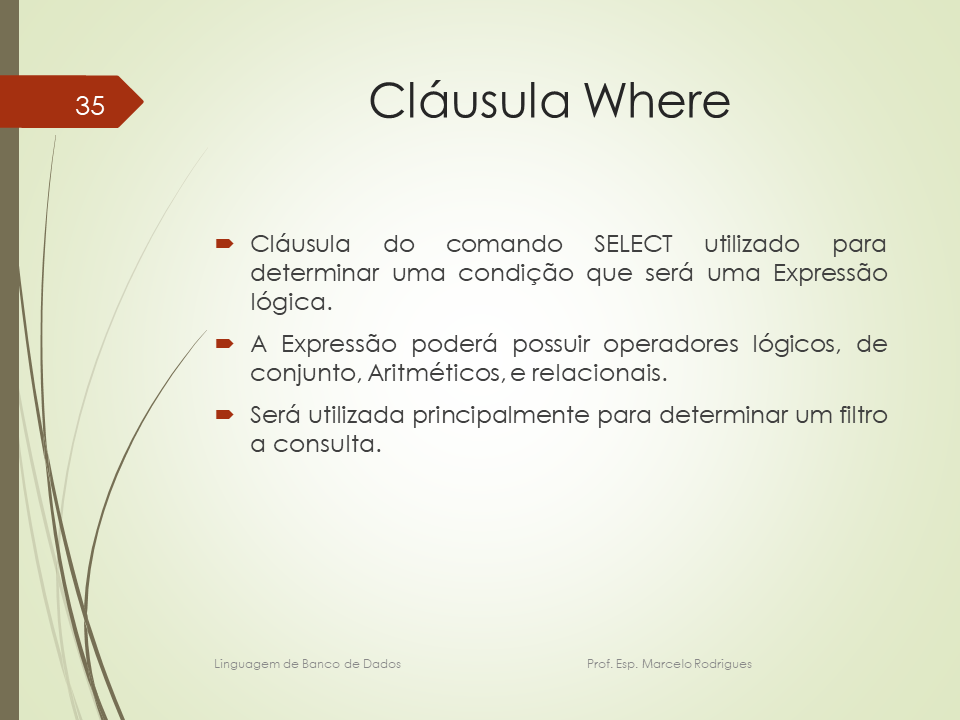 35
Cláusula Where
Cláusula do comando SELECT utilizado para
determinar uma condição que será uma Expressão
lógica.
A Expressão poderá possuir operadores lógicos, de
conjunto, Aritméticos, e relacionais.
Será utilizada principalmente para determinar um filtro
a consulta.
Linguagem de Banco de Dados Prof. Esp. Marcelo Rodrigues